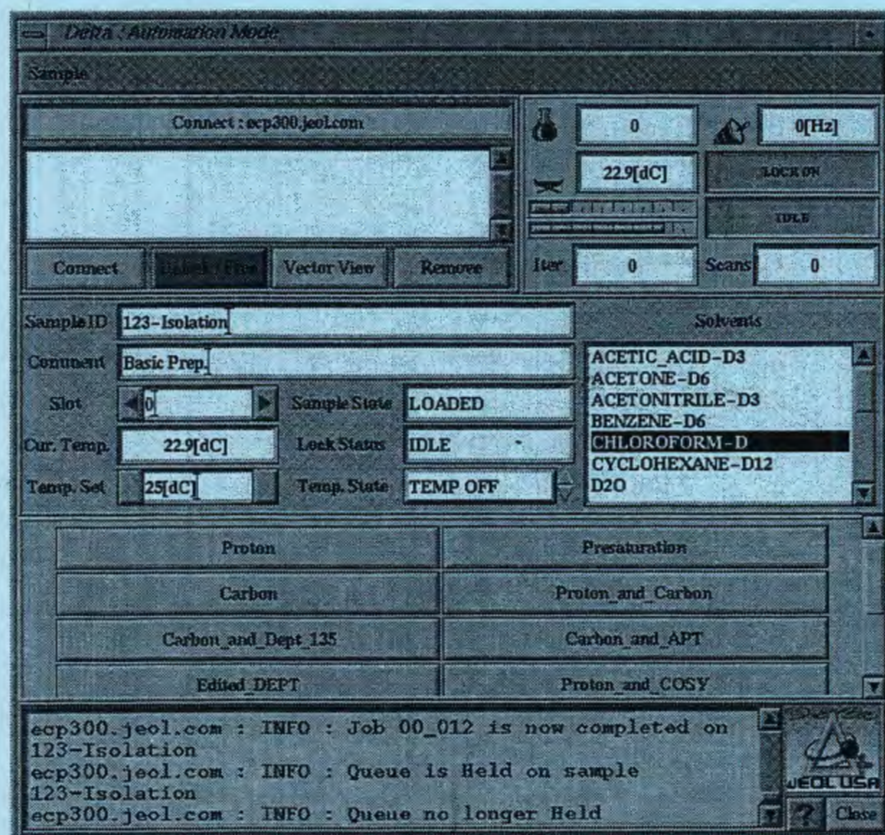 Delta : Automation Mode
Sample
Connect : ecp300.jeol.com
0
0[Hz]
22.9[dC]
LOCK ON
IDLE
Connect
Vector View
Remove
Iter
0
Scans
0
Sample ID
123-Isolation
Comment
Basic Prep.
Slot
0
Sample State
LOADED
Cur. Temp.
22.9[dC]
Lock Status
IDLE
Temp. Set
25[dC]
Temp. State
TEMP OFF
Solvents
ACETIC_ACID-D3
ACETONE-D6
ACETONITRILE-D3
BENZENE-D6
CHLOROFORM-D
CYCLOHEXANE-D12
D2O
Proton
Presaturation
Carbon
Proton_and_Carbon
Carbon_and_Dept_135
Carbon_and_APT
Edited_DEPT
Proton_and_COSY
ecp300.jeol.com : INFO : Job 00_012 is now completed on
123-Isolation
ecp300.jeol.com : INFO : Queue is Held on sample
123-Isolation
ecp300.jeol.com : INFO : Queue no longer Held
JEOL USA
?
Close